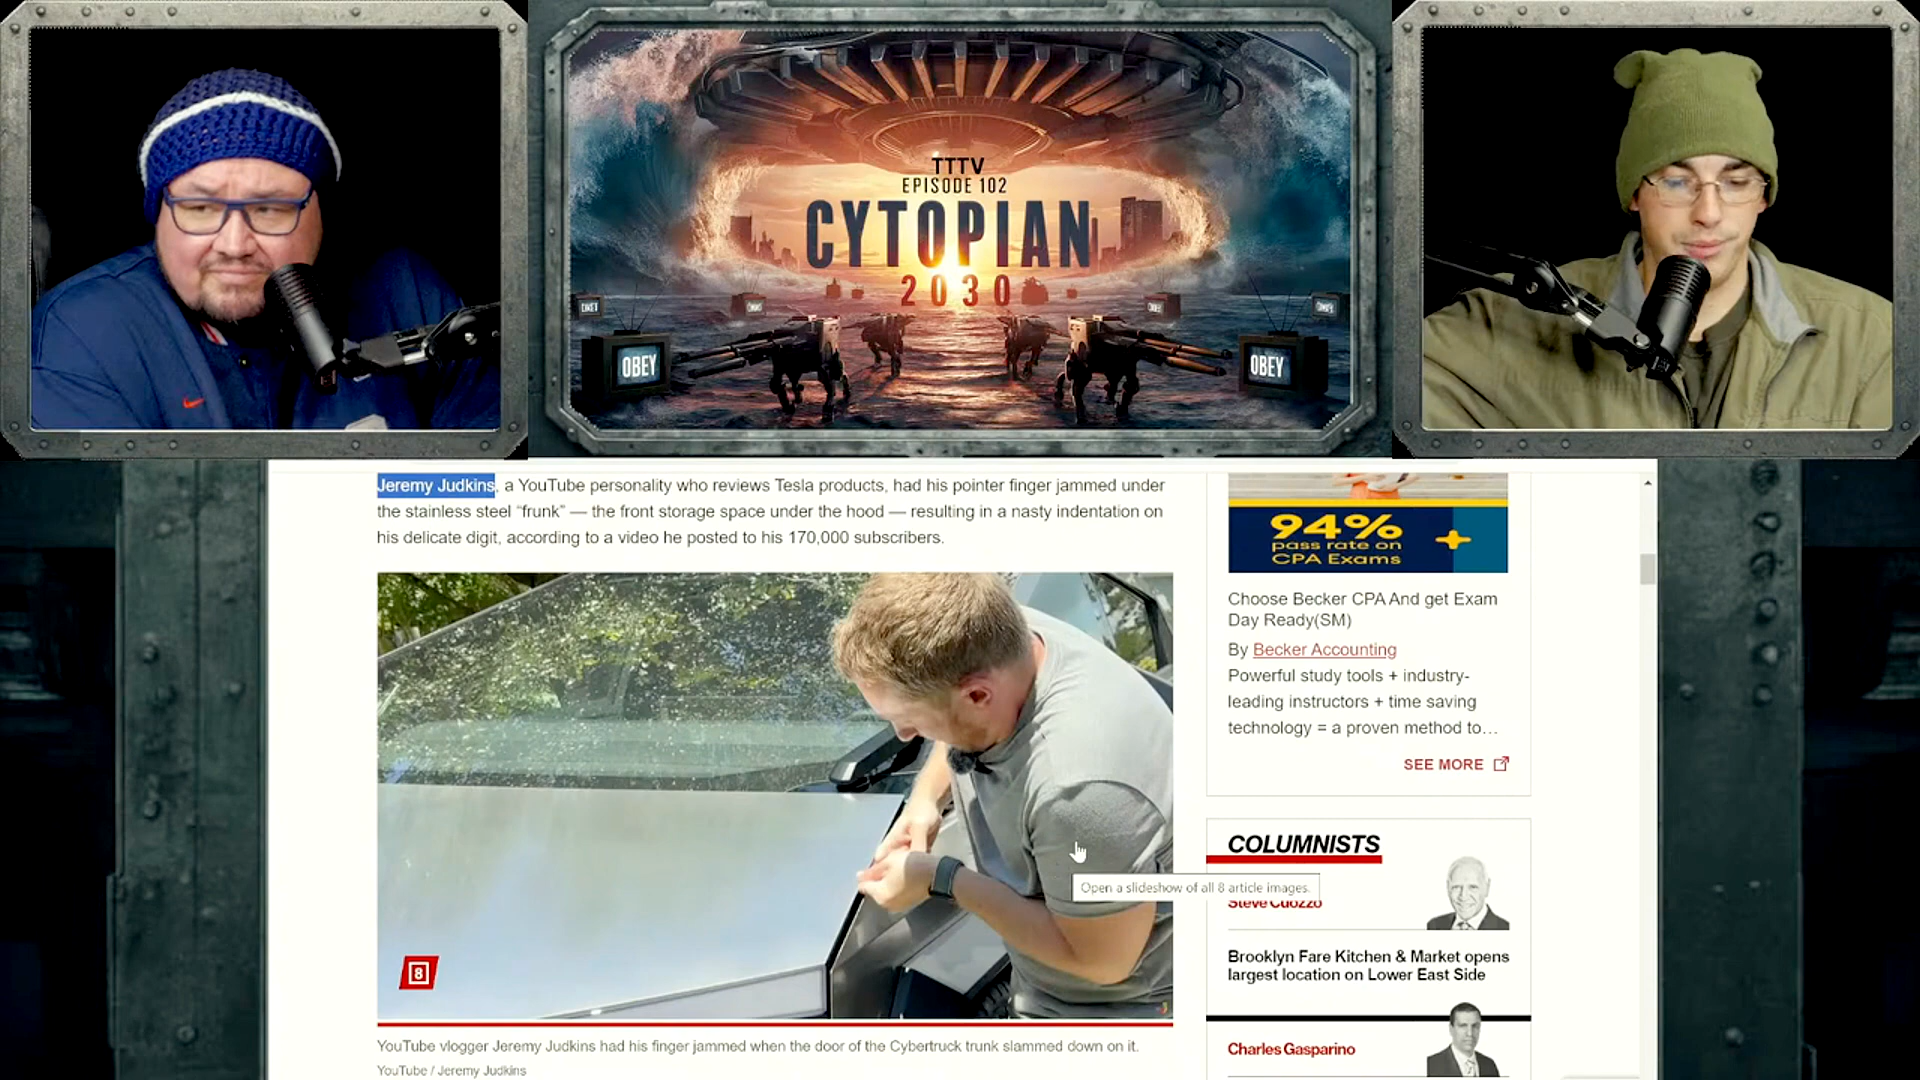 TTTV
EPISODE 102
CYTOPIAN
2030
OBEY
OBEY
Jeremy Judkins, a YouTube personality who reviews Tesla products, had his pointer finger jammed under
the stainless steel “frunk” — the front storage space under the hood — resulting in a nasty indentation on
his delicate digit, according to a video he posted to his 170,000 subscribers.
8
YouTube vlogger Jeremy Judkins had his finger jammed when the door of the Cybertruck trunk slammed down on it.
YouTube / Jeremy Judkins
94%
pass rate on
CPA Exams
Choose Becker CPA And get Exam
Day Ready(SM)
By Becker Accounting
Powerful study tools + industry-
leading instructors + time saving
technology = a proven method to...
SEE MORE
COLUMNISTS
Open a slideshow of all 8 article images.
Steve Cuozzo
Brooklyn Fare Kitchen & Market opens
largest location on Lower East Side
Charles Gasparino